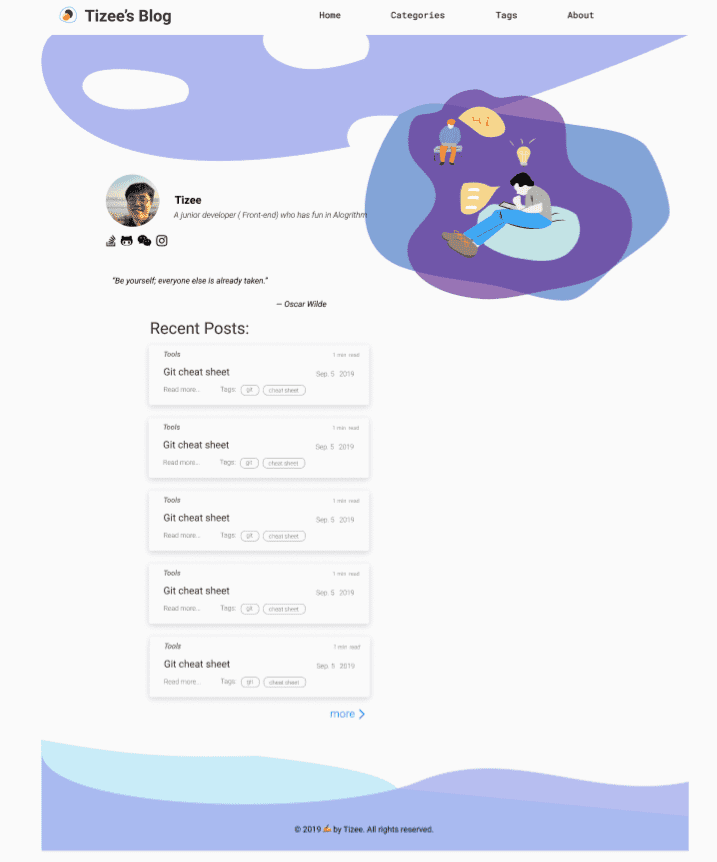 Tizee's Blog
Home Categories Tags About
Hi
Tizee
A junior developer ( Front-end) who has fun in Alogrithm
"Be yourself; everyone else is already taken."
— Oscar Wilde
Recent Posts:
Tools 1 min read
Git cheat sheet Sep. 5 2019
Read more... Tags: git cheat sheet
Tools 1 min read
Git cheat sheet Sep. 5 2019
Read more... Tags: git cheat sheet
Tools 1 min read
Git cheat sheet Sep. 5 2019
Read more... Tags: git cheat sheet
Tools 1 min read
Git cheat sheet Sep. 5 2019
Read more... Tags: git cheat sheet
Tools 1 min read
Git cheat sheet Sep. 5 2019
Read more... Tags: git cheat sheet
more
© 2019 by Tizee. All rights reserved.